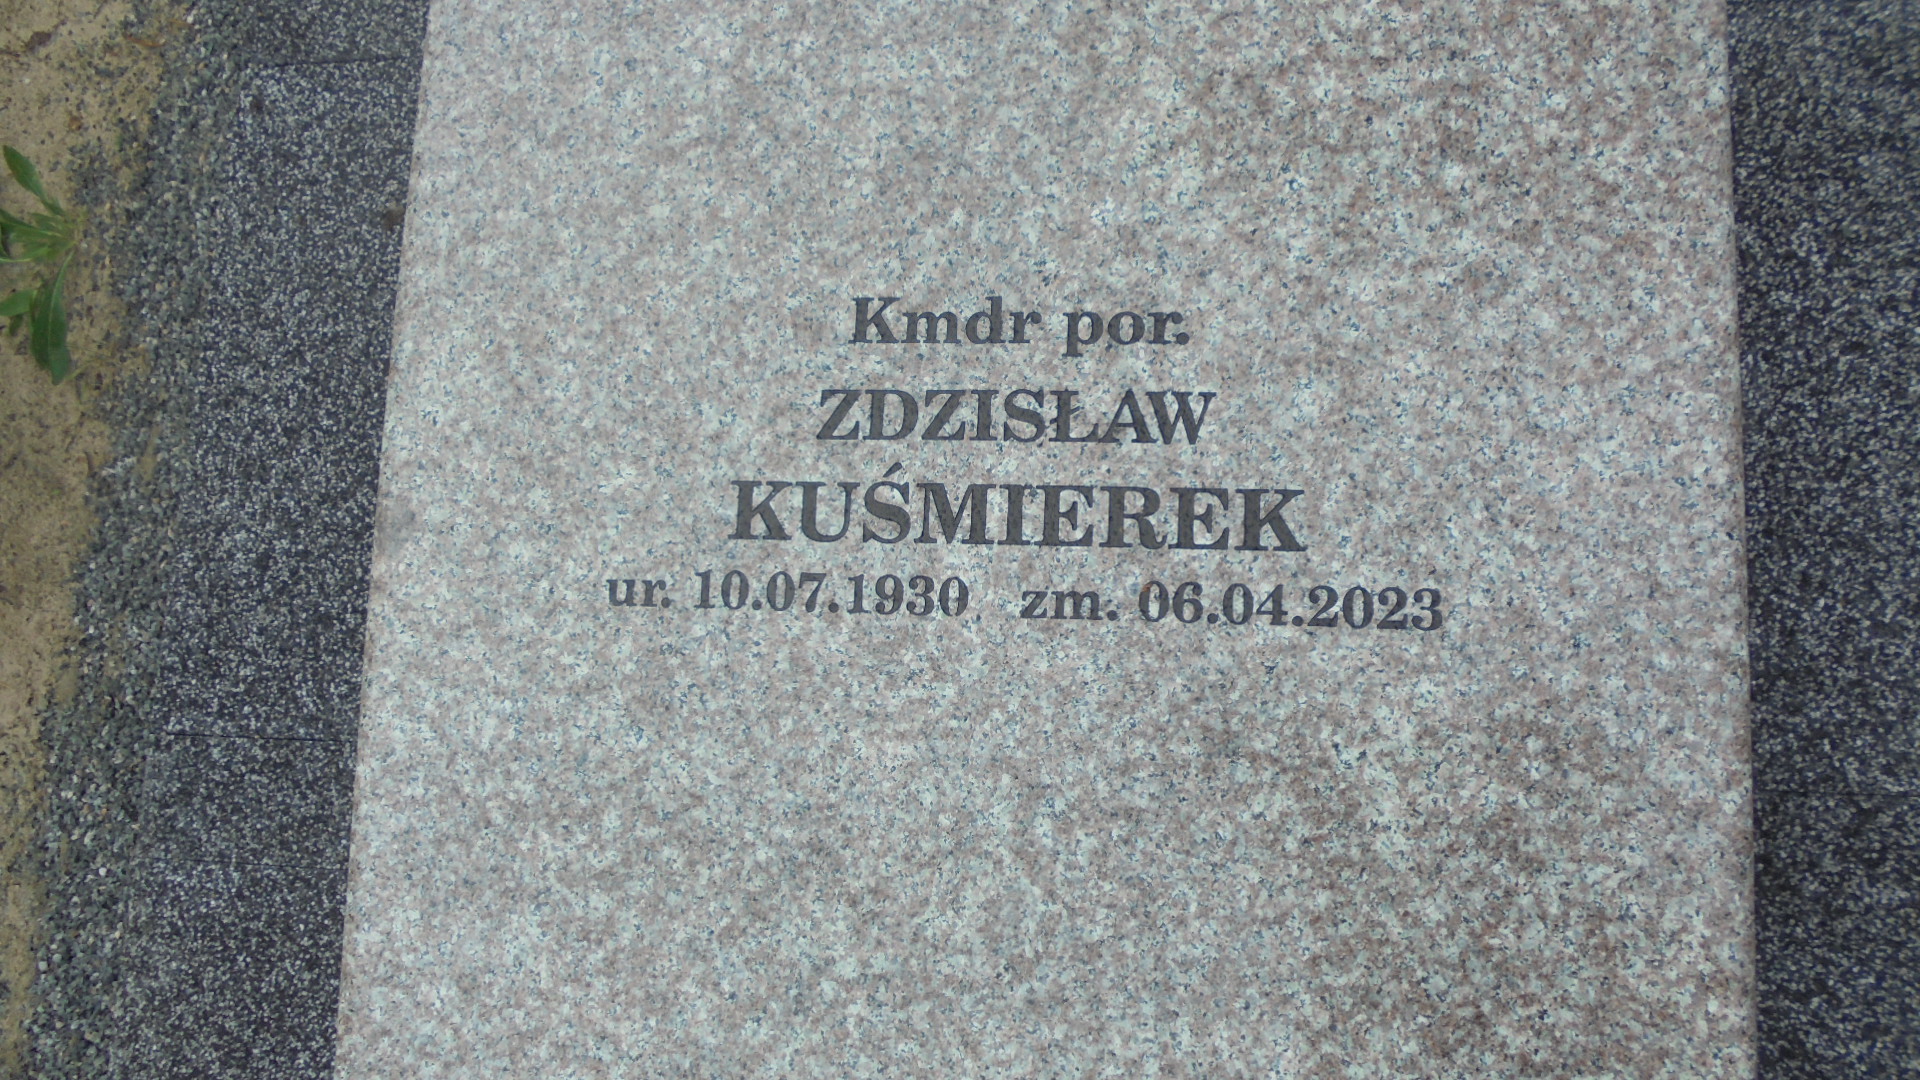 Kmdr por.
ZDZISŁAW
KUŚMIEREK
ur. 10.07.1930 zm. 06.04.2023